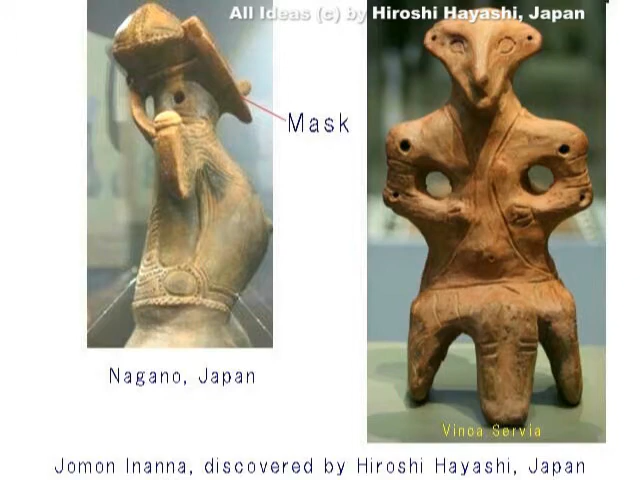 All Ideas (c) by Hiroshi Hayashi, Japan
Mask
Nagano, Japan
Vinca Servia
Jomon Inanna, discovered by Hiroshi Hayashi, Japan